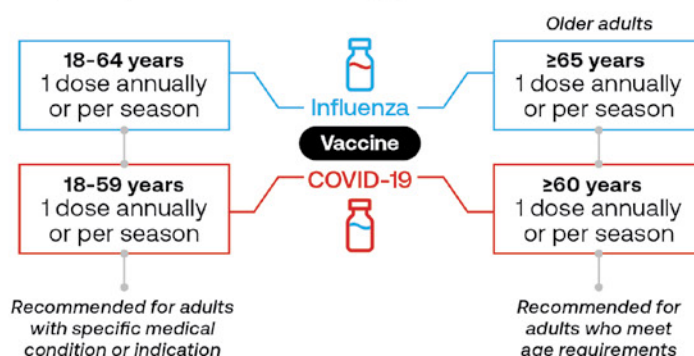 Older adults
18-64 years
1 dose annually
or per season
Influenza
≥65 years
1 dose annually
or per season
Vaccine
18-59 years
1 dose annually
or per season
COVID-19
≥60 years
1 dose annually
or per season
Recommended for adults
with specific medical
condition or indication
Recommended for
adults who meet
age requirements